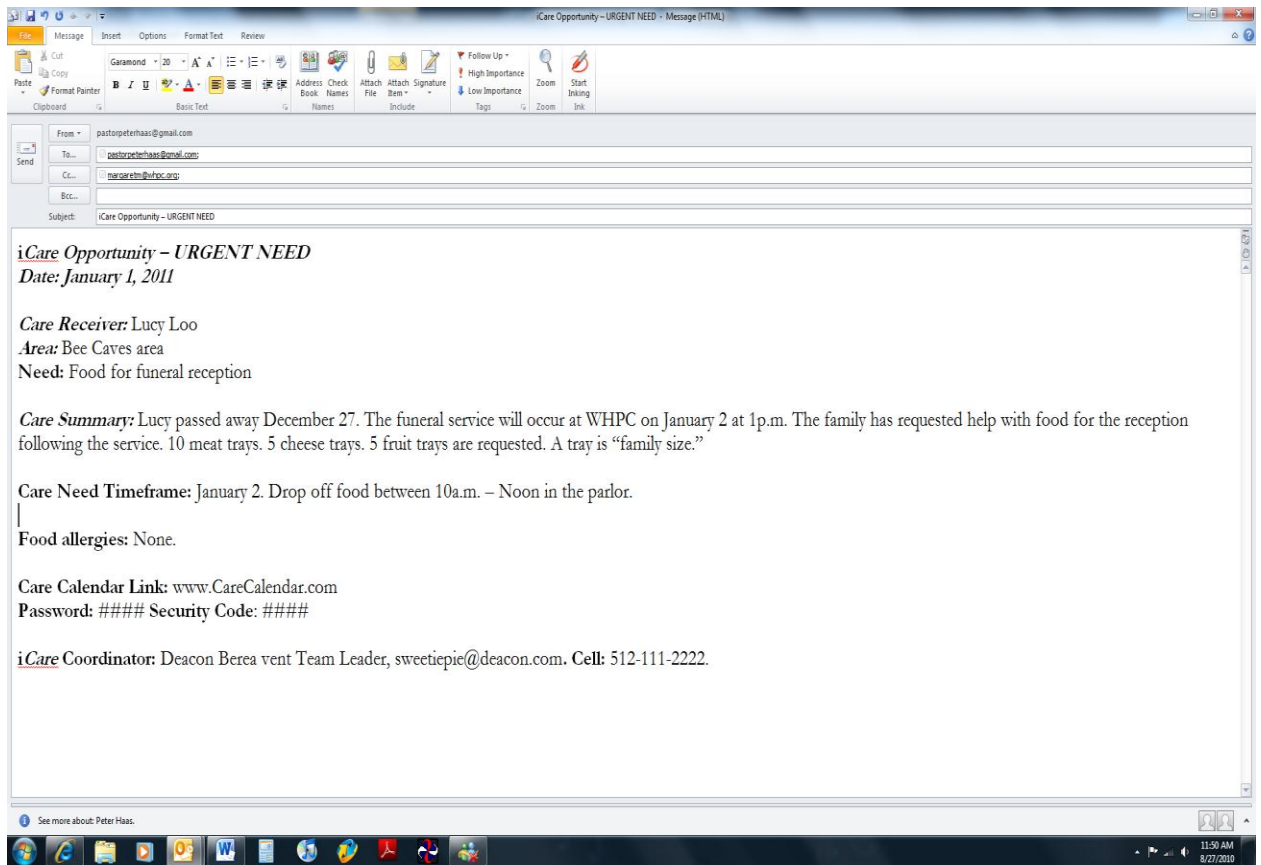 iCare Opportunity – URGENT NEED - Message (HTML)
File Message Insert Options Format Text Review
Paste
Cut
Copy
Format Painter
Clipboard
Garamond 20
B I U
Basic Text
Address Book
Check Names
Names
Attach File
Attach Item
Signature
Include
Follow Up
High Importance
Low Importance
Tags
Zoom
Zoom
Start Inking
Ink
Send
From pastorpeterhaas@gmail.com
To... pastorpeterhaas@gmail.com;
Cc... margaretm@whpc.org;
Bcc...
Subject: iCare Opportunity – URGENT NEED
iCare Opportunity – URGENT NEED
Date: January 1, 2011
Care Receiver: Lucy Loo
Area: Bee Caves area
Need: Food for funeral reception
Care Summary: Lucy passed away December 27. The funeral service will occur at WHPC on January 2 at 1p.m. The family has requested help with food for the reception
following the service. 10 meat trays. 5 cheese trays. 5 fruit trays are requested. A tray is “family size.”
Care Need Timeframe: January 2. Drop off food between 10a.m. – Noon in the parlor.
Food allergies: None.
Care Calendar Link: www.CareCalendar.com
Password: #### Security Code: ####
iCare Coordinator: Deacon Berea vent Team Leader, sweetiepie@deacon.com. Cell: 512-111-2222.
See more about: Peter Haas.
11:50 AM
8/27/2010